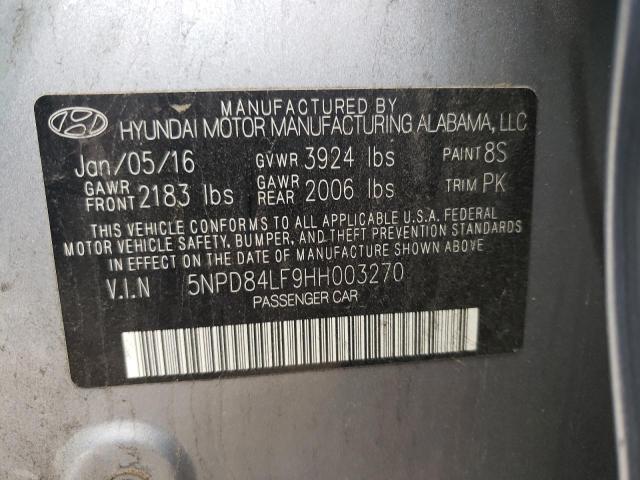 MANUFACTURED BY
HYUNDAI MOTOR MANUFACTURING ALABAMA, LLC
Jan/05/16 GVWR 3924 lbs PAINT 8S
GAWR FRONT 2183 lbs GAWR REAR 2006 lbs TRIM PK
THIS VEHICLE CONFORMS TO ALL APPLICABLE U.S.A. FEDERAL
MOTOR VEHICLE SAFETY, BUMPER, AND THEFT PREVENTION STANDARDS
IN EFFECT ON THE DATE OF MANUFACTURE SHOWN ABOVE.
V.I.N 5NPD84LF9HH003270
PASSENGER CAR